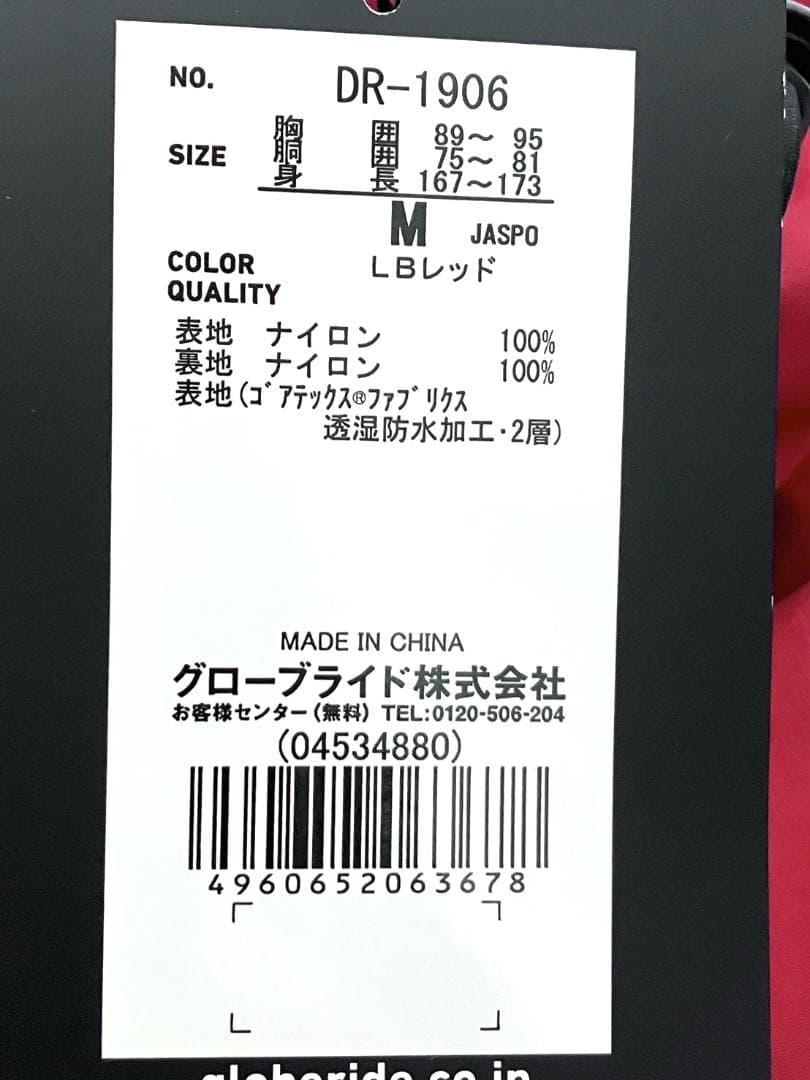 NO. DR-1906
SIZE 胸 囲 89～ 95
胴 囲 75～ 81
身 長 167～173
M JASPO
COLOR LBレッド
QUALITY
表地 ナイロン 100%
裏地 ナイロン 100%
表地(ｺﾞｱテックス®ﾌｧﾌﾞﾘｸｽ
透湿防水加工･2層)
MADE IN CHINA
グローブライド株式会社
お客様センター(無料) TEL:0120-506-204
(04534880)
4960652063678
globeride.co.jp